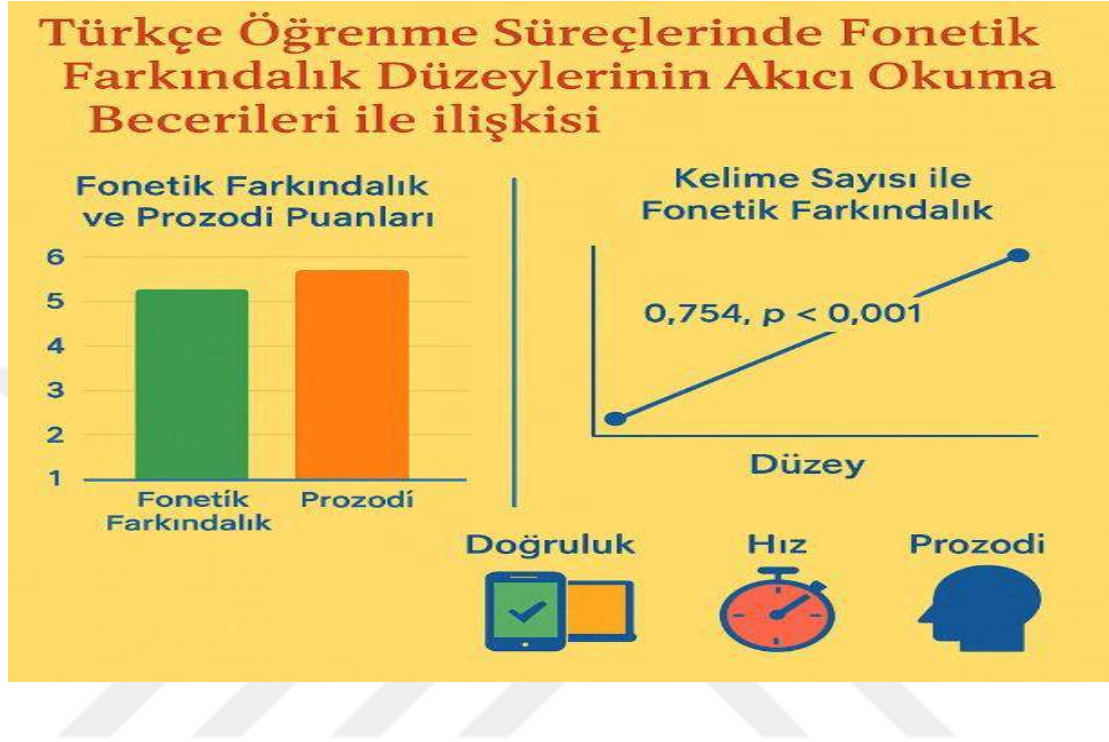 Türkçe Öğrenme Süreçlerinde Fonetik
Farkındalık Düzeylerinin Akıcı Okuma
Becerileri ile ilişkisi
Fonetik Farkındalık
ve Prozodi Puanları
6
5
4
3
2
1
Fonetik
Farkındalık
Prozodi
Kelime Sayısı ile
Fonetik Farkındalık
0,754, p < 0,001
Düzey
Doğruluk
Hız
Prozodi